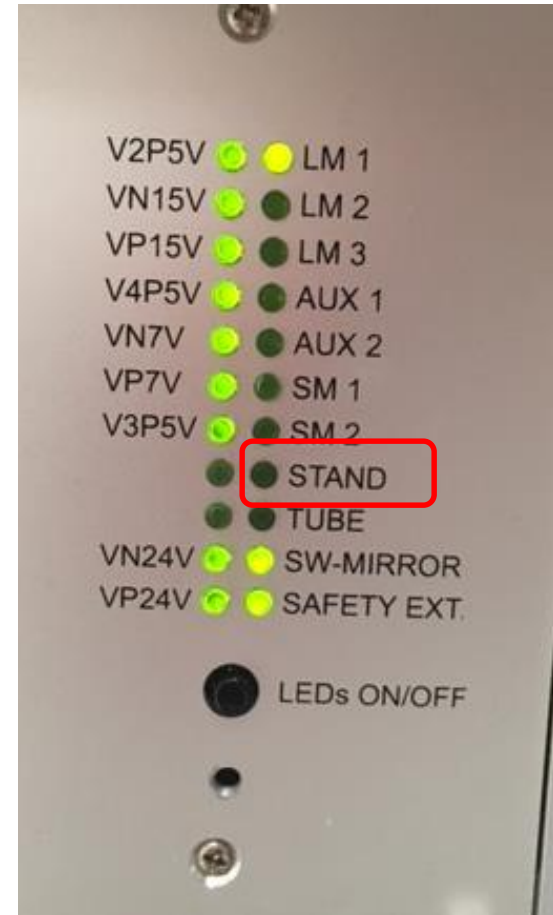 V2P5V LM 1
VN15V LM 2
VP15V LM 3
V4P5V AUX 1
VN7V AUX 2
VP7V SM 1
V3P5V SM 2
STAND
TUBE
VN24V SW-MIRROR
VP24V SAFETY EXT.
LEDs ON/OFF